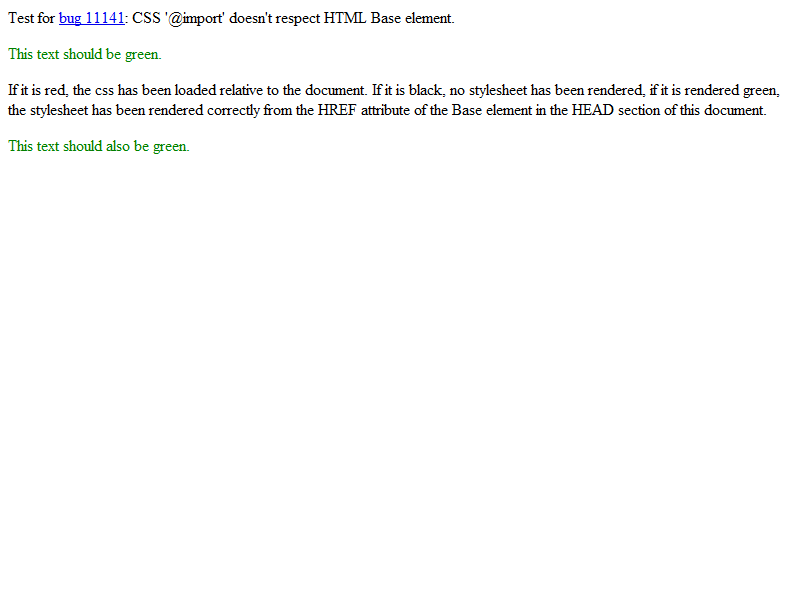 Test for bug 11141: CSS '@import' doesn't respect HTML Base element.
This text should be green.
If it is red, the css has been loaded relative to the document. If it is black, no stylesheet has been rendered, if it is rendered green,
the stylesheet has been rendered correctly from the HREF attribute of the Base element in the HEAD section of this document.
This text should also be green.